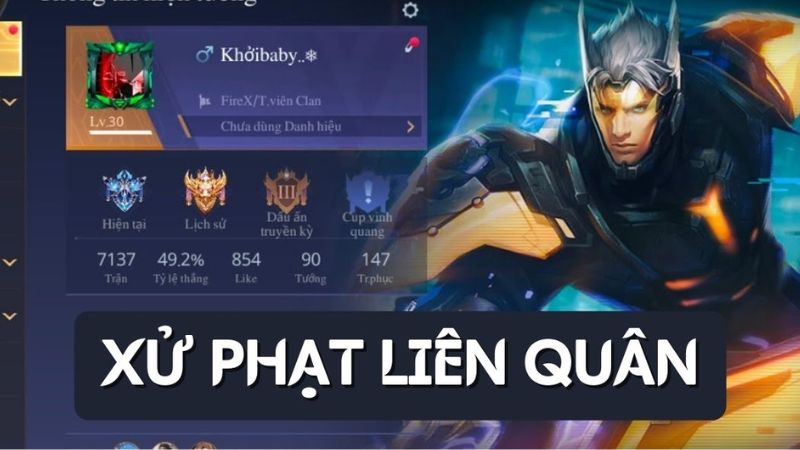 Khởibaby..❄
FireX/T.viên Clan
Lv.30
Chưa dùng Danh hiệu
III
Hiện tại
Lịch sử
Dấu ấn
truyền kỳ
Cúp vinh
quang
7137 49.2% 854 90 147
Trận Tỷ lệ thắng Like Tướng Tr.phục
XỬ PHẠT LIÊN QUÂN